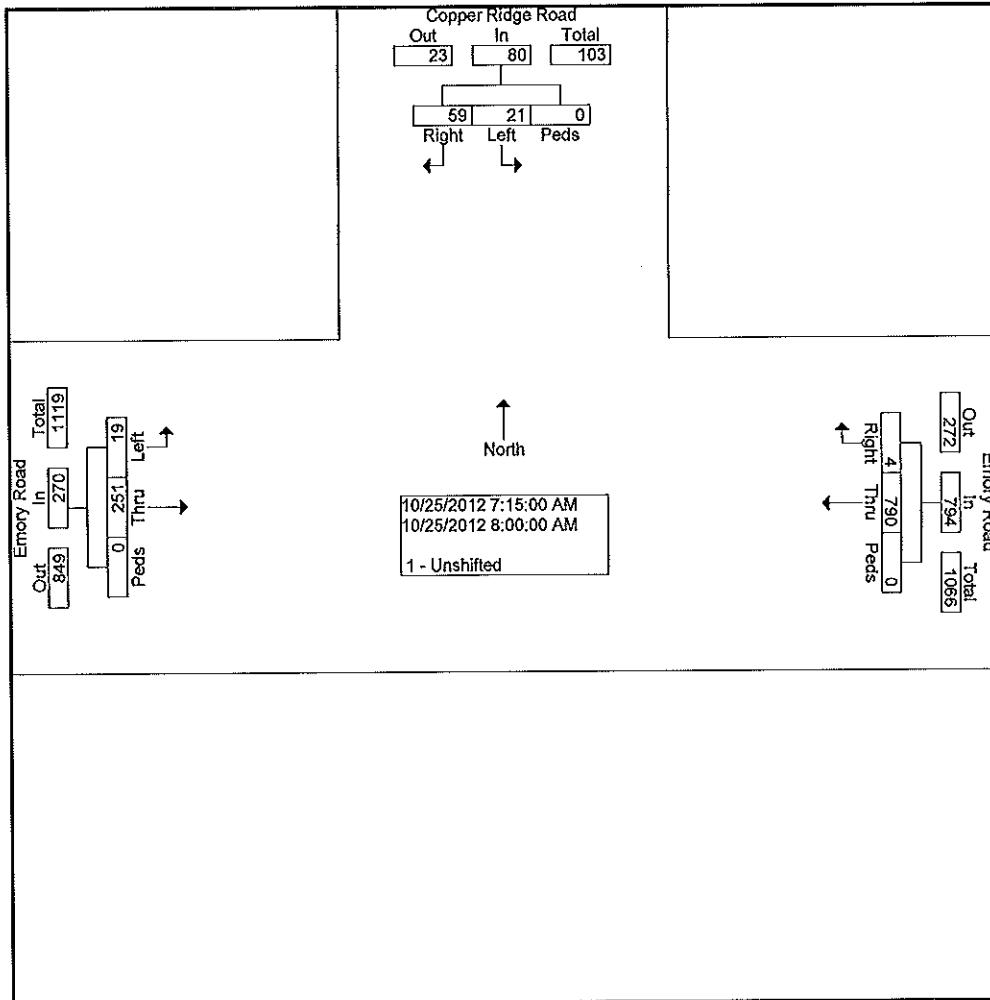 Copper Ridge Road
Out In Total
23 80 103
59 21 0
Right Left Peds
North
10/25/2012 7:15:00 AM
10/25/2012 8:00:00 AM
1 - Unshifted
Emory Road
Total In Out
1119 270 849
19 251 0
Left Thru Peds
Emory Road
Out In Total
272 794 1066
4 790 0
Right Thru Peds